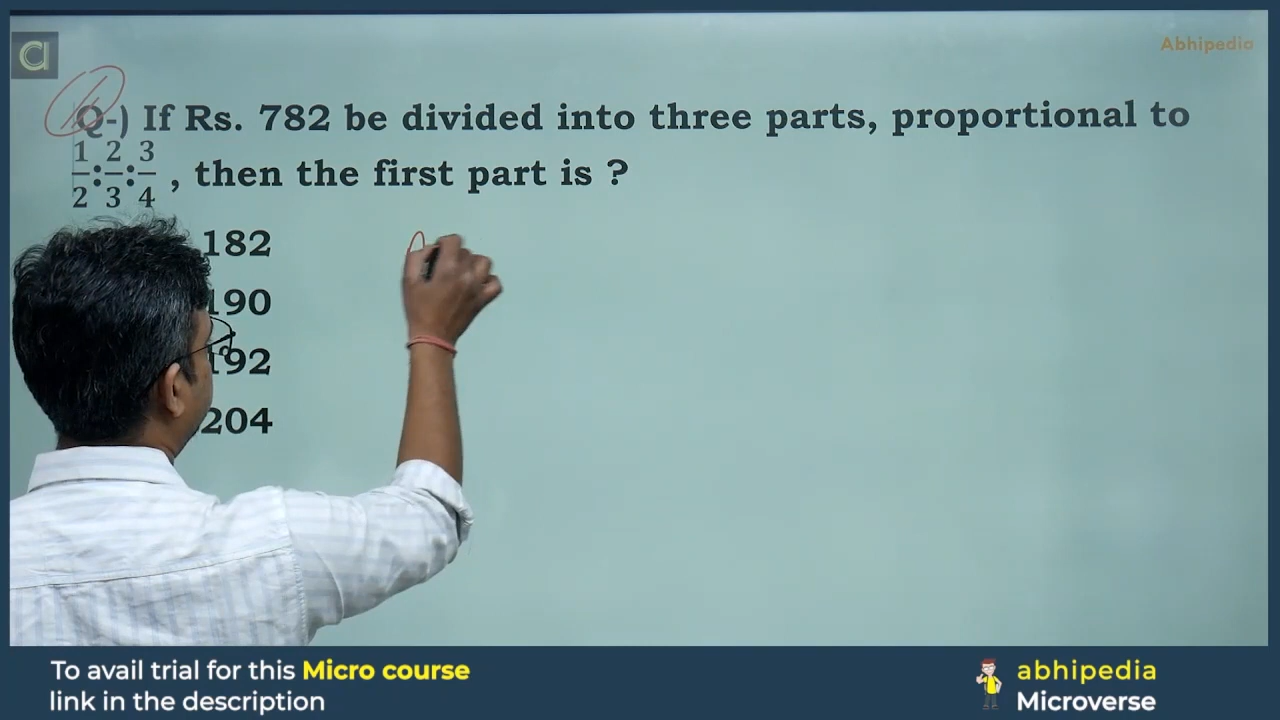 Abhipedia
Q-) If Rs. 782 be divided into three parts, proportional to
1/2:2/3:3/4 , then the first part is ?
182
190
192
204
To avail trial for this Micro course
link in the description
abhipedia
Microverse